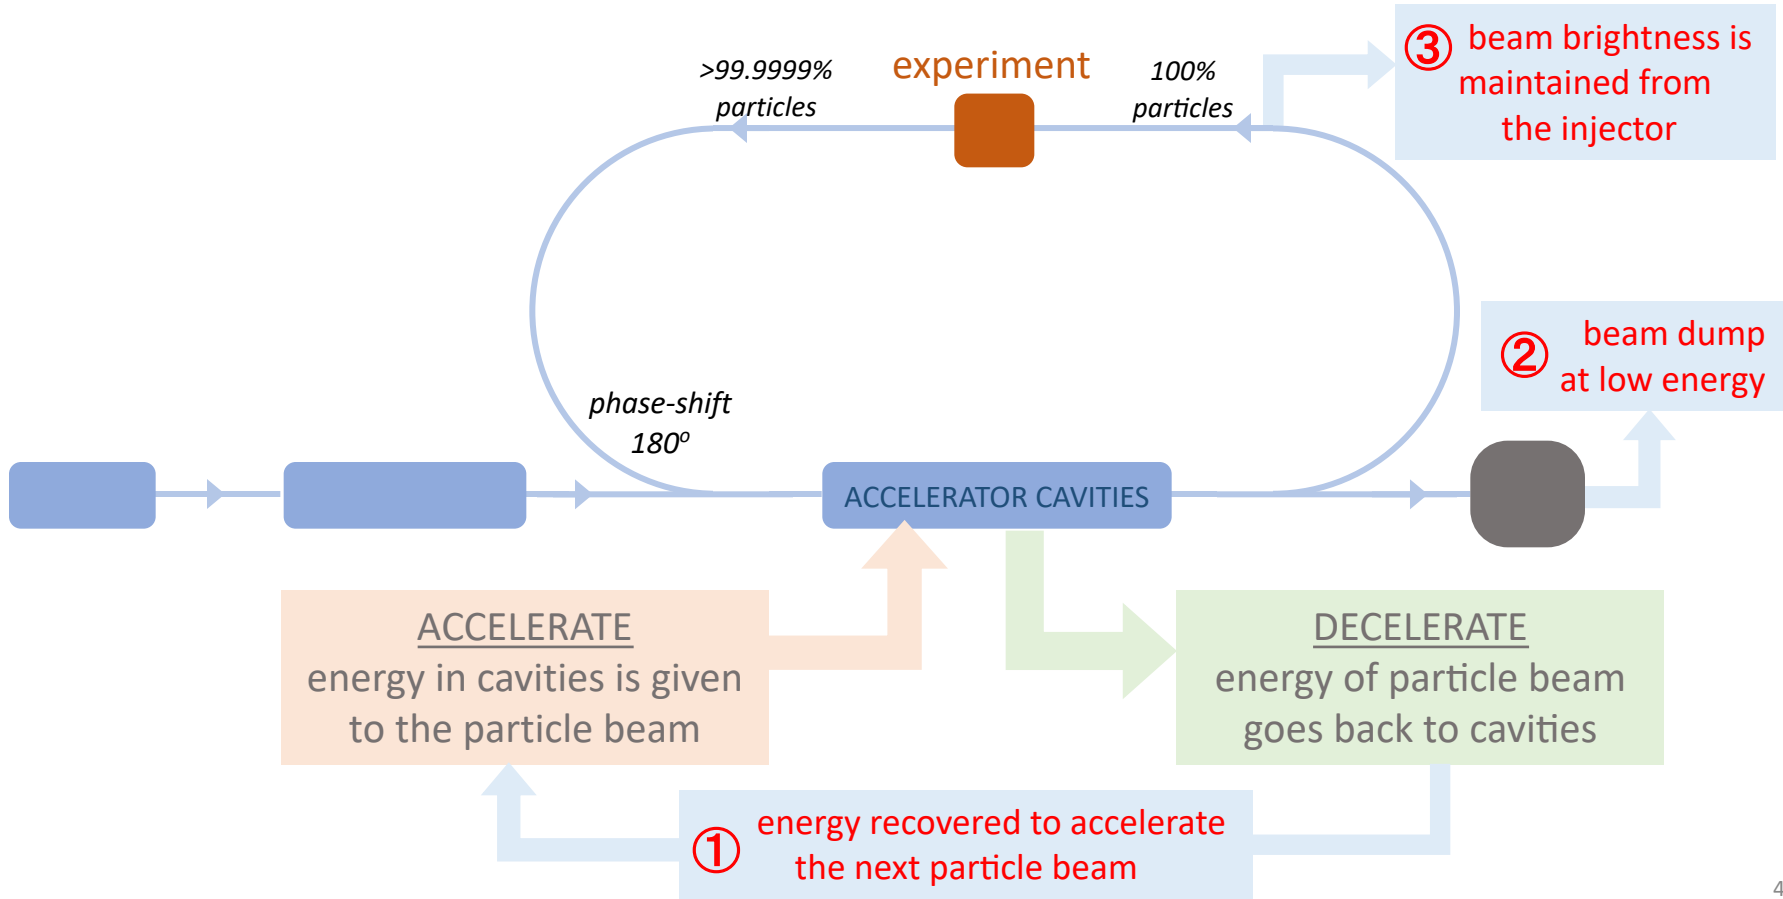 >99.9999%
particles
experiment
100%
particles
③ beam brightness is
maintained from
the injector
② beam dump
at low energy
phase-shift
180º
ACCELERATOR CAVITIES
ACCELERATE
energy in cavities is given
to the particle beam
DECELERATE
energy of particle beam
goes back to cavities
① energy recovered to accelerate
the next particle beam
4